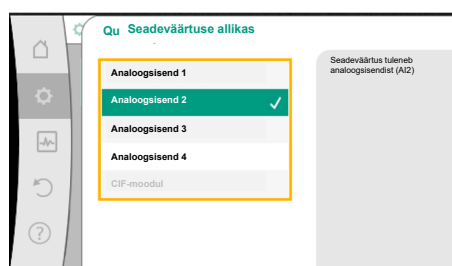 Qu Seadeväärtuse allikas
Analoogsisend 1
Analoogsisend 2
Analoogsisend 3
Analoogsisend 4
CIF-moodul
Seadeväärtus tuleneb
analoogsisendist (AI2)